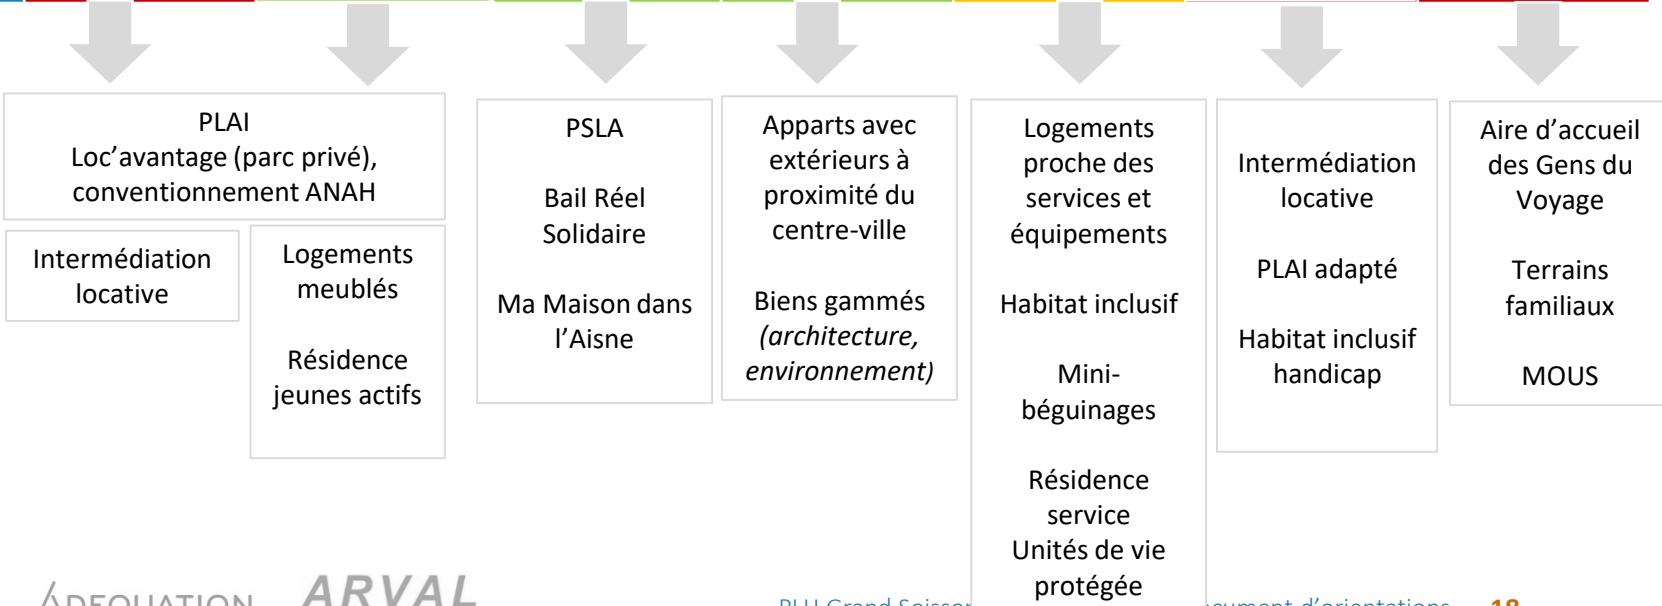 PLAI
Loc’avantage (parc privé),
conventionnement ANAH
Intermédiation
locative
Logements
meublés
Résidence
jeunes actifs
PSLA
Bail Réel
Solidaire
Ma Maison dans
l’Aisne
Apparts avec
extérieurs à
proximité du
centre-ville
Biens gammés
(architecture,
environnement)
Logements
proche des
services et
équipements
Habitat inclusif
Mini-
béguinages
Résidence
service
Unités de vie
protégée
Intermédiation
locative
PLAI adapté
Habitat inclusif
handicap
Aire d’accueil
des Gens du
Voyage
Terrains
familiaux
MOUS
ADEQUATION
ARVAL
Grand d’orientations 18